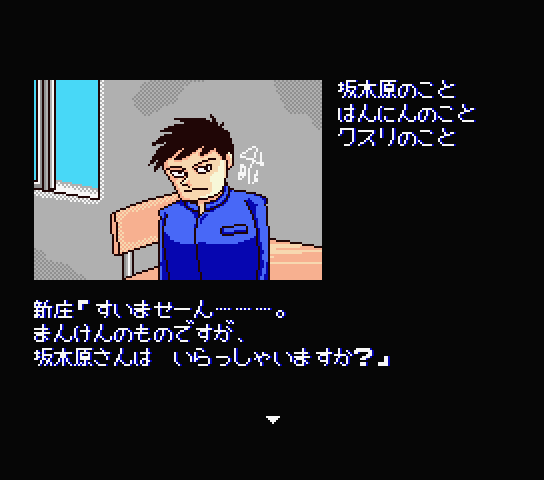 坂木原のこと
はんにんのこと
クスリのこと
新庄『すいませーん………。
まんけんのものですが、
坂木原さんは　いらっしゃいますか?』